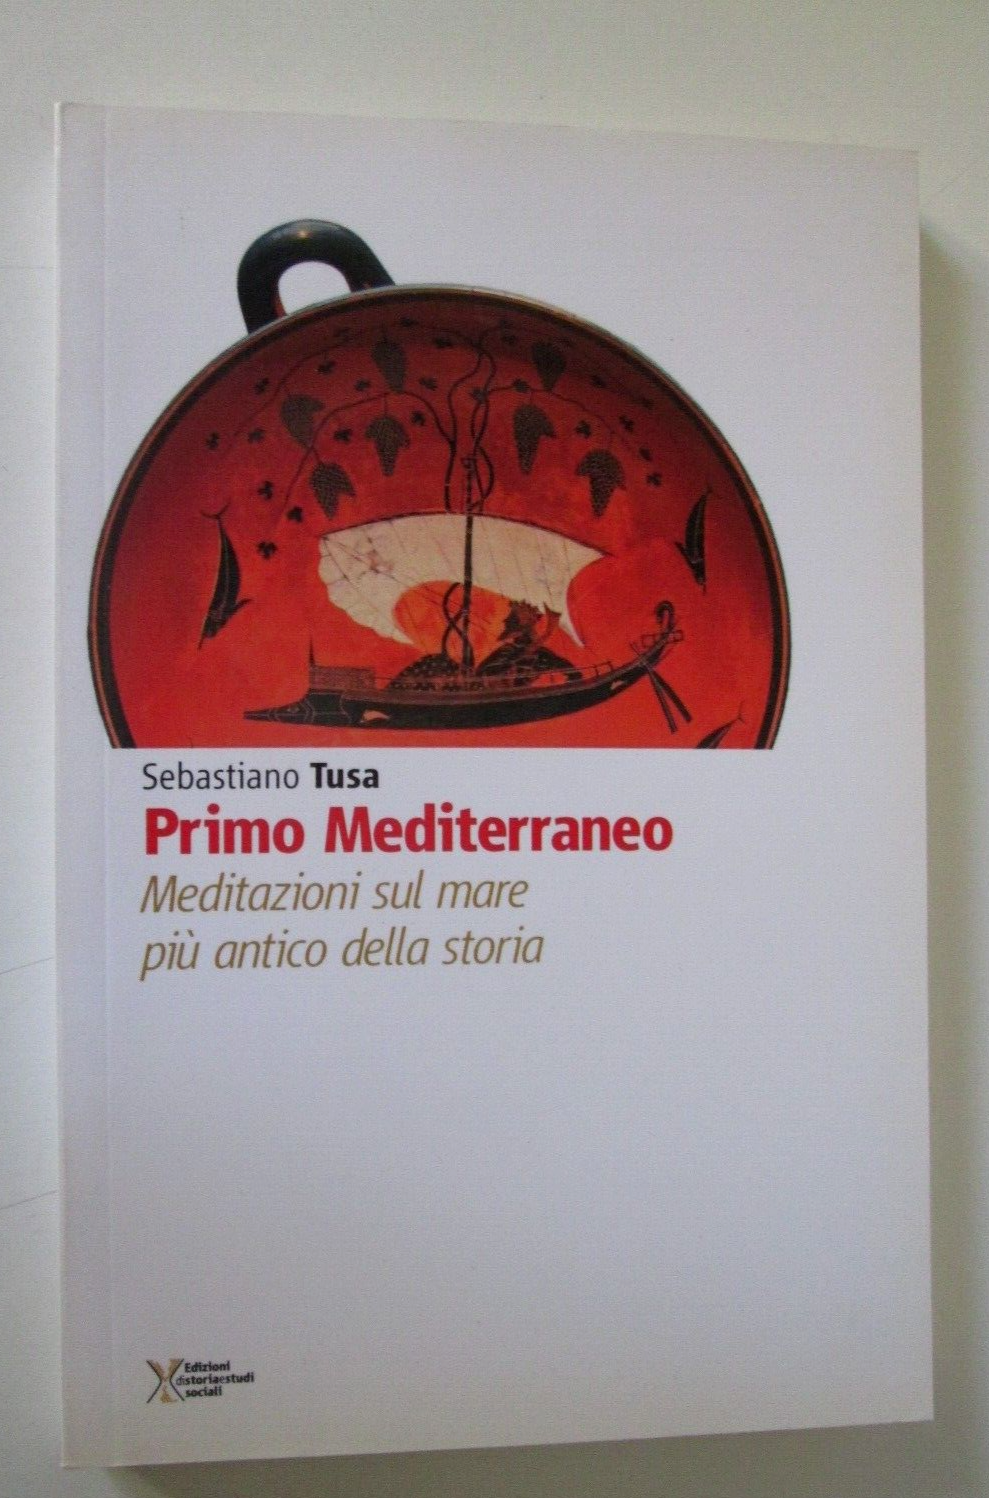 Sebastiano Tusa
Primo Mediterraneo
Meditazioni sul mare
più antico della storia
Edizioni
distoriaestudi
sociali